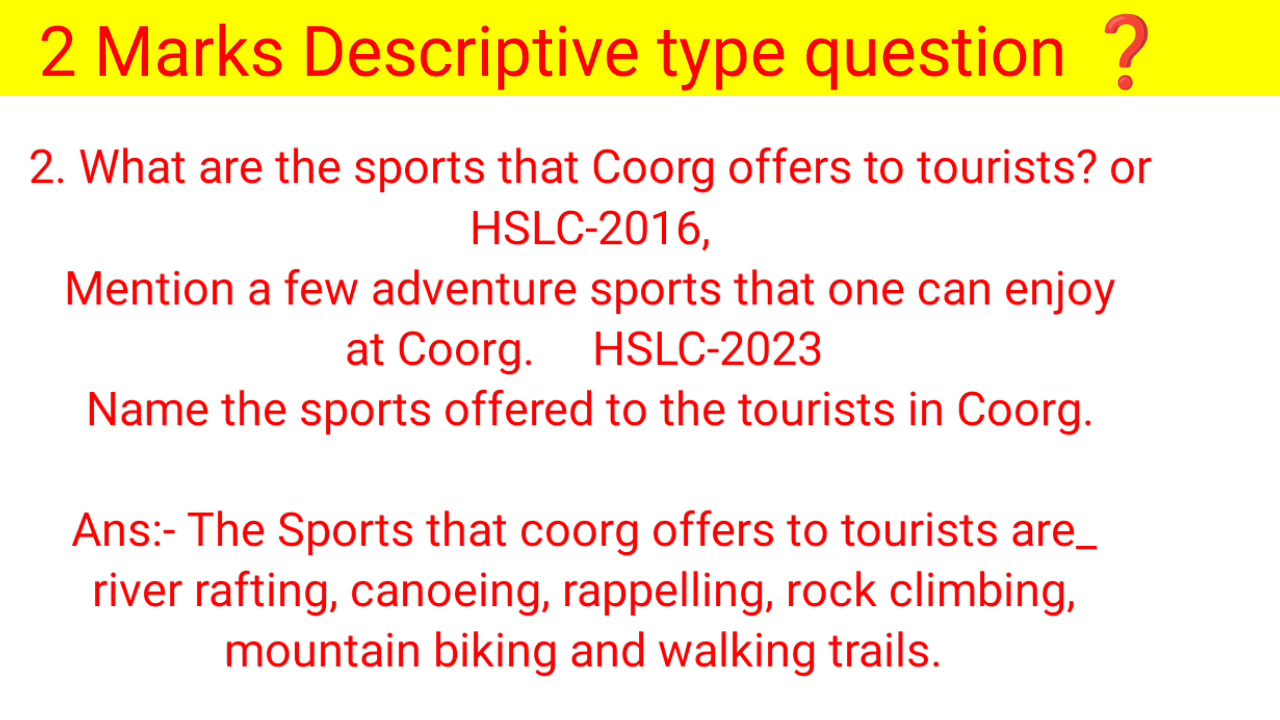 2 Marks Descriptive type question ❓
2. What are the sports that Coorg offers to tourists? or
HSLC-2016,
Mention a few adventure sports that one can enjoy
at Coorg. HSLC-2023
Name the sports offered to the tourists in Coorg.
Ans:- The Sports that coorg offers to tourists are_
river rafting, canoeing, rappelling, rock climbing,
mountain biking and walking trails.